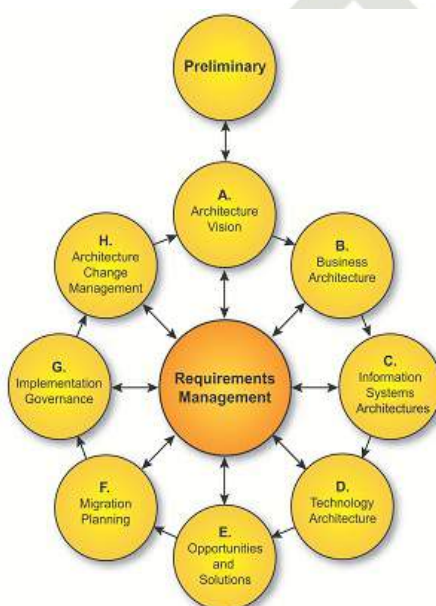 Preliminary
A.
Architecture
Vision
B.
Business
Architecture
C.
Information
Systems
Architectures
D.
Technology
Architecture
E.
Opportunities
and
Solutions
F.
Migration
Planning
G.
Implementation
Governance
H.
Architecture
Change
Management
Requirements
Management